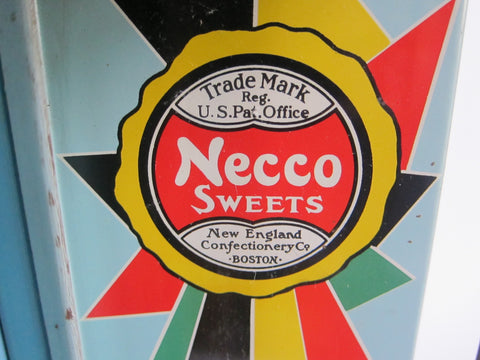 Trade Mark
Reg.
U.S. Pat. Office
Necco
SWEETS
New England
Confectionery Co
· BOSTON ·